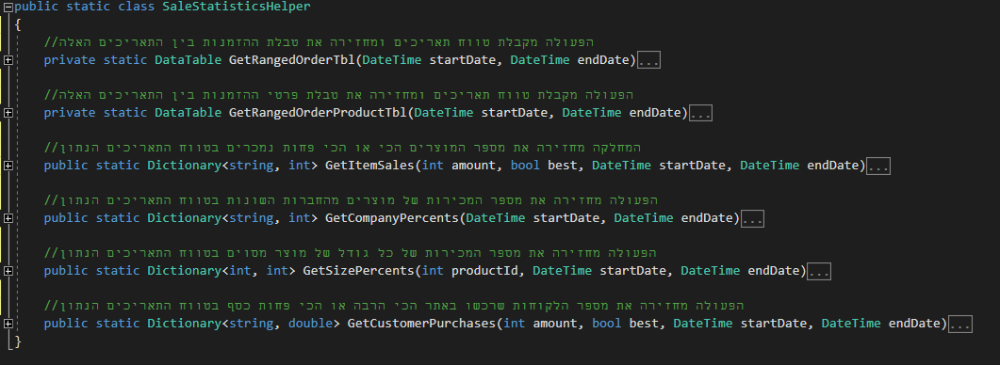 public static class SaleStatisticsHelper
{
//הפעולה מקבלת טווח תאריכים ומחזירה את טבלת ההזמנות בין התאריכים האלה
private static DataTable GetRangedOrderTbl(DateTime startDate, DateTime endDate)...
//הפעולה מקבלת טווח תאריכים ומחזירה את טבלת פרטי ההזמנות בין התאריכים האלה
private static DataTable GetRangedOrderProductTbl(DateTime startDate, DateTime endDate)...
//המחלקה מחזירה את מספר המוצרים הכי או הכי פחות נמכרים בטווח התאריכים הנתון
public static Dictionary<string, int> GetItemSales(int amount, bool best, DateTime startDate, DateTime endDate)...
//הפעולה מחזירה את מספר המכירות של מוצרים מהחברות השונות בטווח התאריכים הנתון
public static Dictionary<string, int> GetCompanyPercents(DateTime startDate, DateTime endDate)...
//הפעולה מחזירה את מספר המכירות של כל גודל של מוצר מסוים בטווח התאריכים הנתון
public static Dictionary<int, int> GetSizePercents(int productId, DateTime startDate, DateTime endDate)...
//הפעולה מחזירה את מספר הלקוחות שרכשו באתר הכי הרבה או הכי פחות כסף בטווח התאריכים הנתון
public static Dictionary<string, double> GetCustomerPurchases(int amount, bool best, DateTime startDate, DateTime endDate)...
}